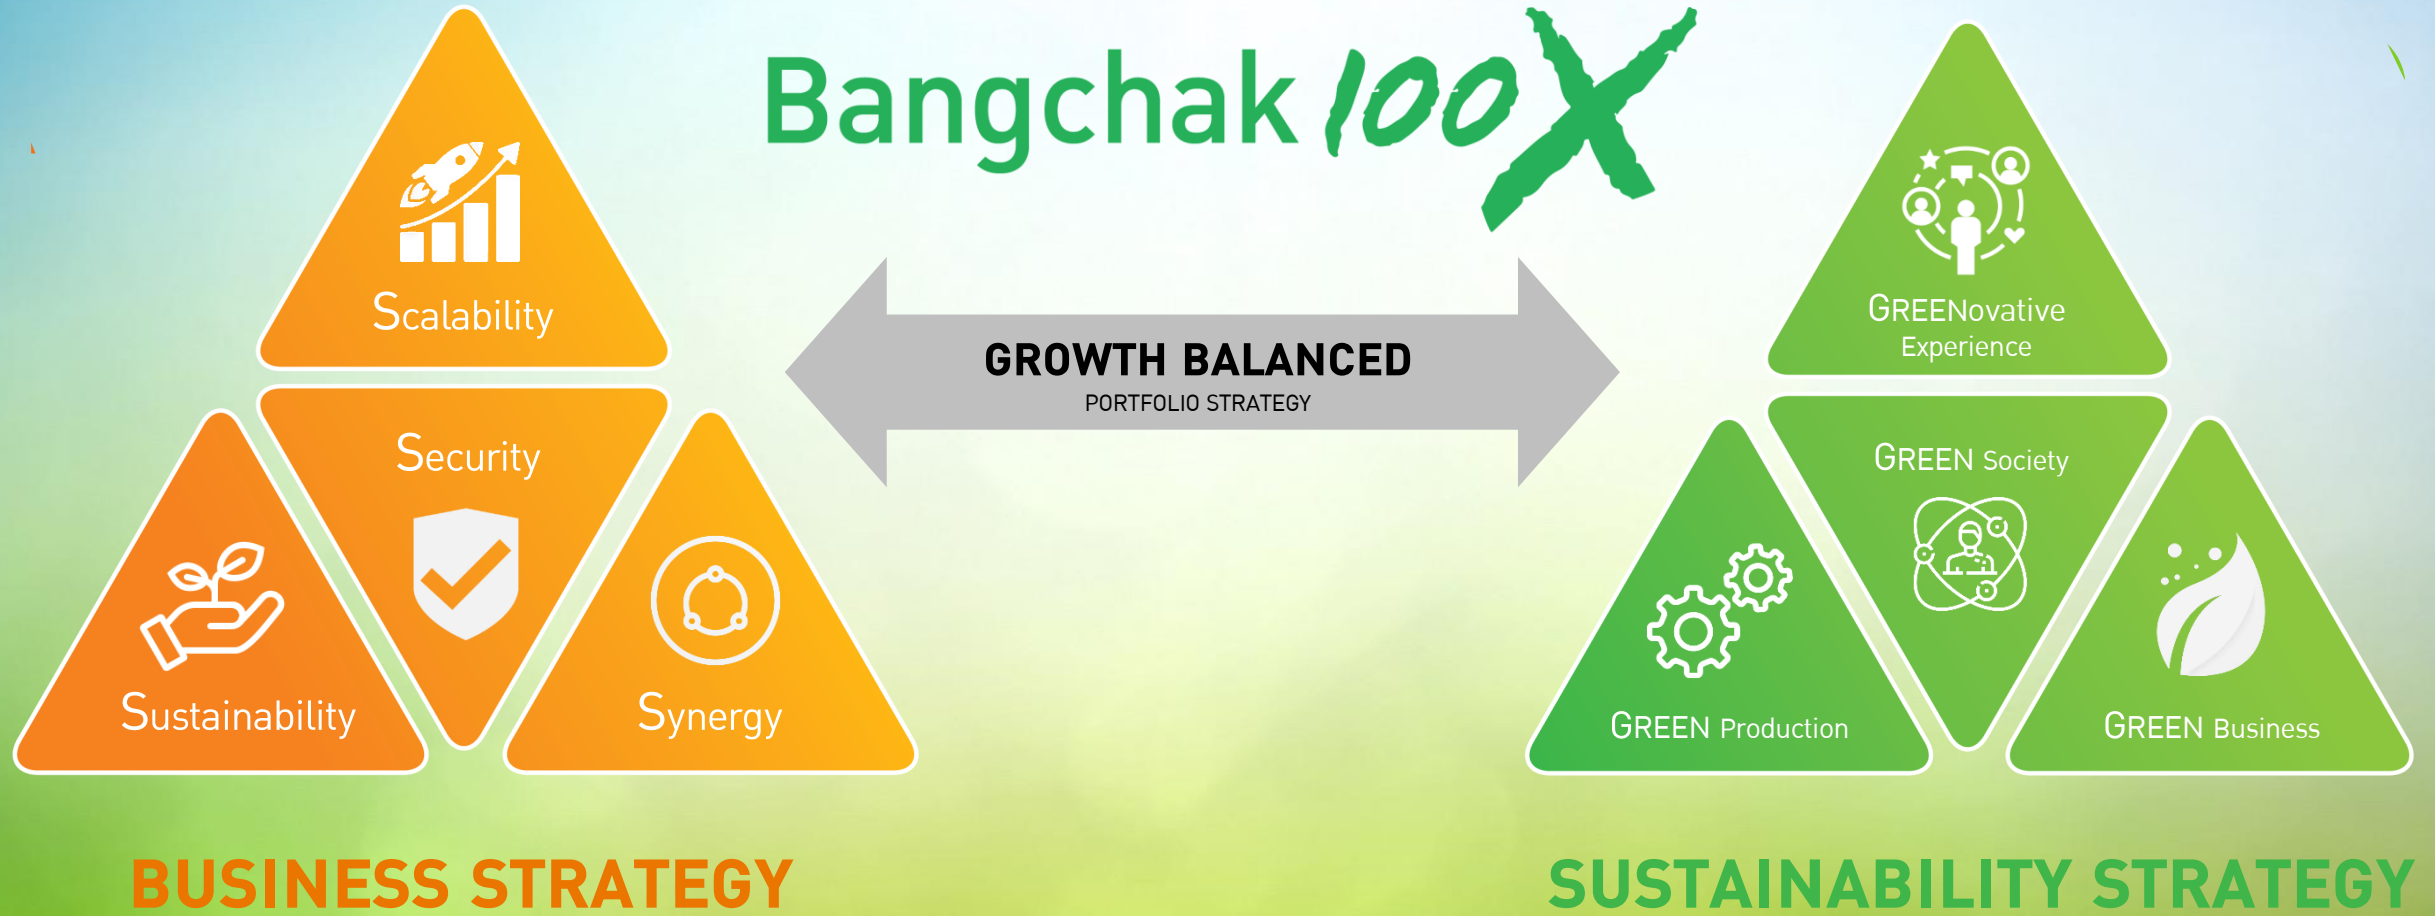 Bangchak 100X
Scalability
Security
Sustainability
Synergy
BUSINESS STRATEGY
GROWTH BALANCED
PORTFOLIO STRATEGY
GREENovative
Experience
GREEN Society
GREEN Production
GREEN Business
SUSTAINABILITY STRATEGY